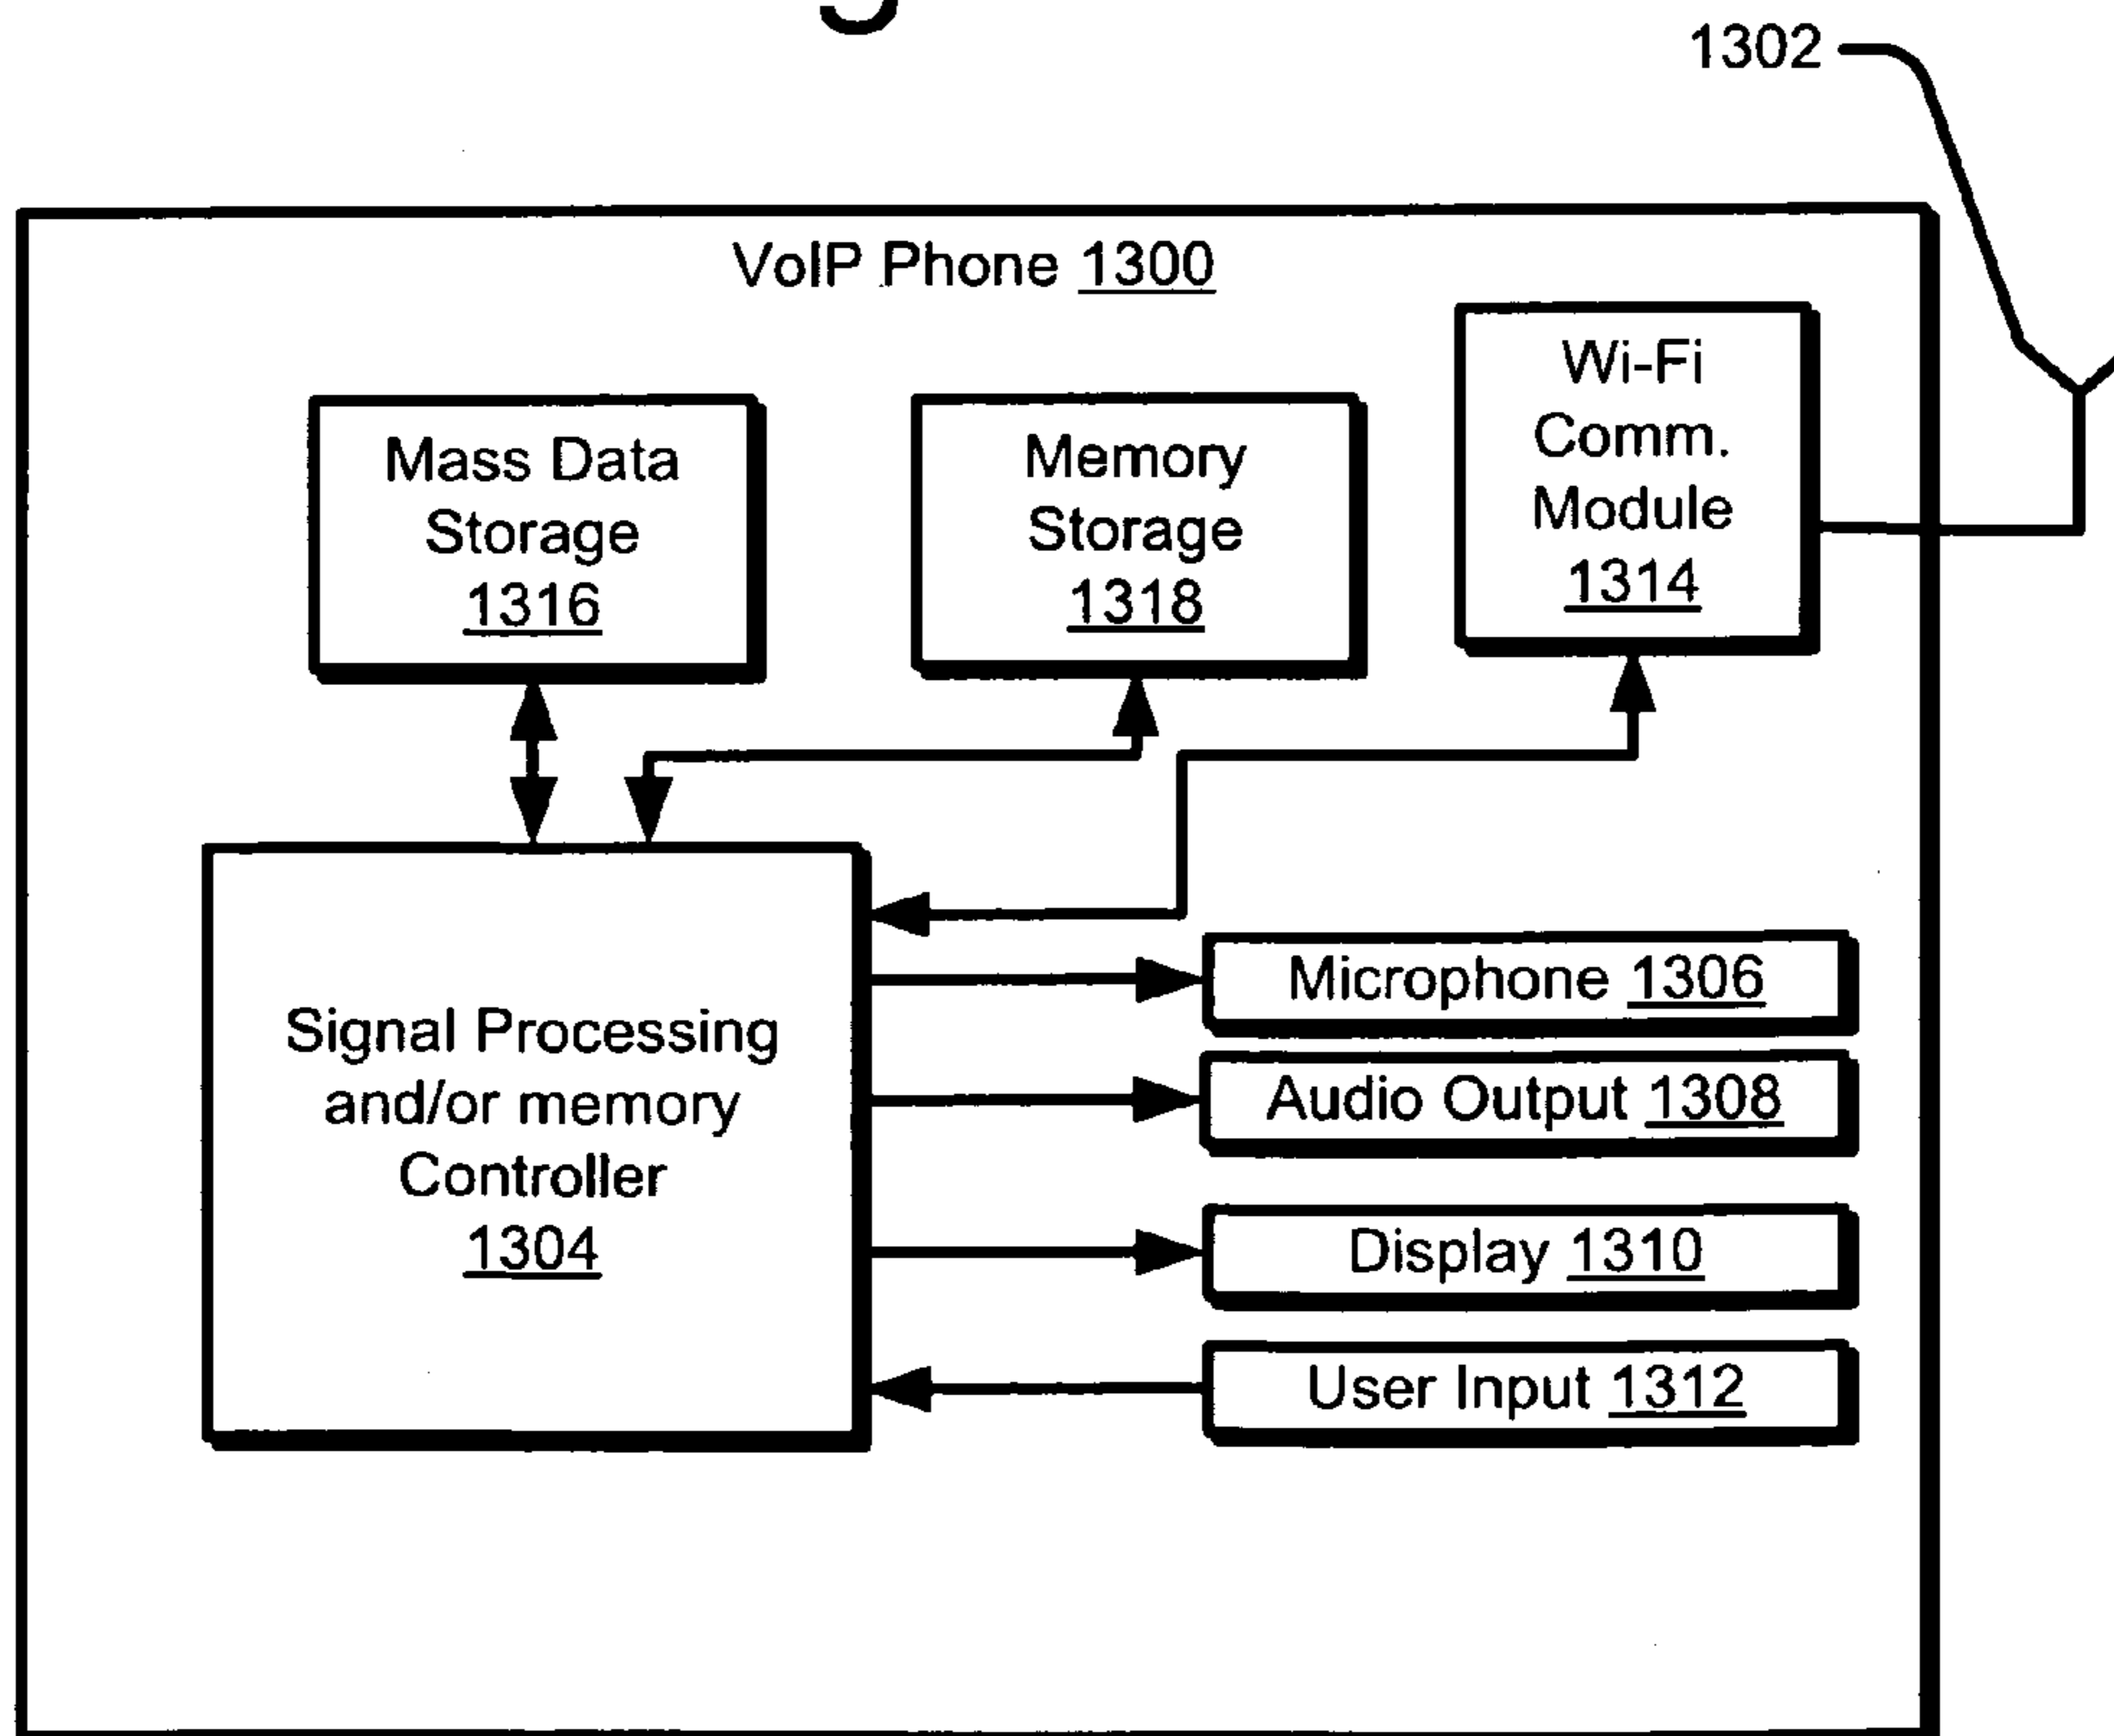 1302
VoIP Phone 1300
Wi-Fi
Comm.
Module
1314
Mass Data
Storage
1316
Memory
Storage
1318
Signal Processing
and/or memory
Controller
1304
Microphone 1306
Audio Output 1308
Display 1310
User Input 1312